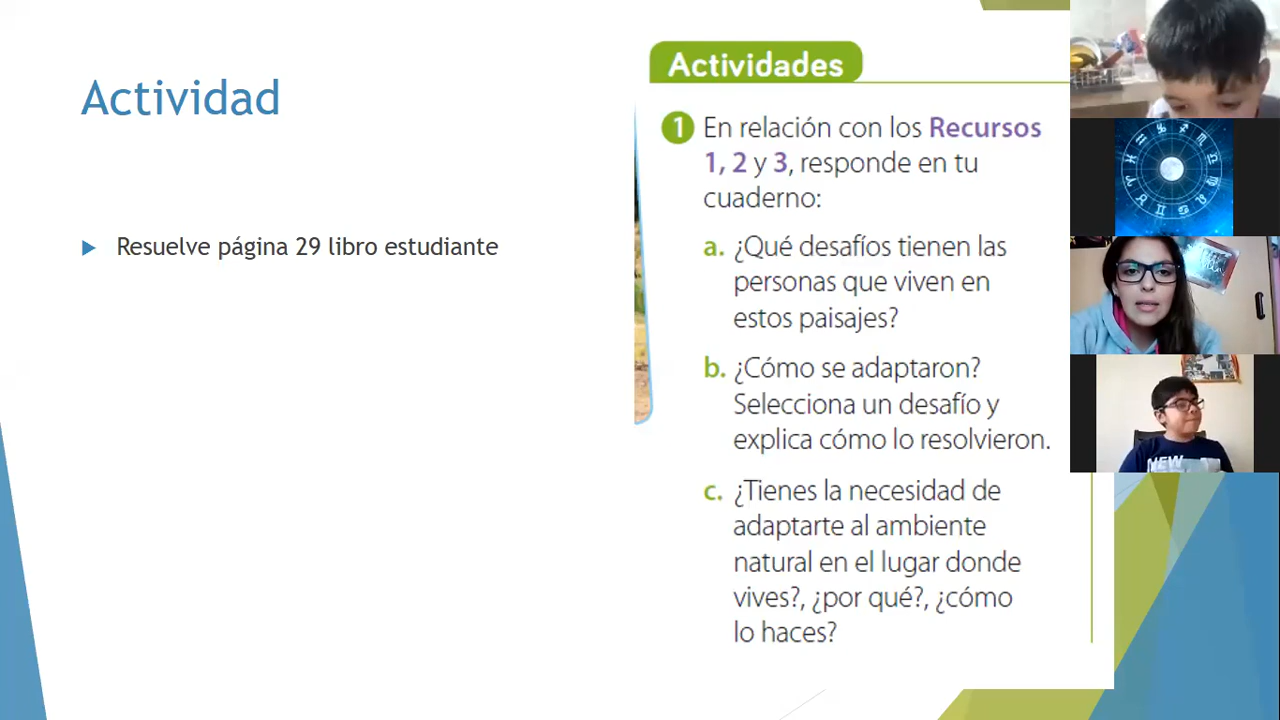 Actividad
Resuelve página 29 libro estudiante
Actividades
1 En relación con los Recursos
1, 2 y 3, responde en tu
cuaderno:
a. ¿Qué desafíos tienen las
personas que viven en
estos paisajes?
b. ¿Cómo se adaptaron?
Selecciona un desafío y
explica cómo lo resolvieron.
c. ¿Tienes la necesidad de
adaptarte al ambiente
natural en el lugar donde
vives?, ¿por qué?, ¿cómo
lo haces?
NEW